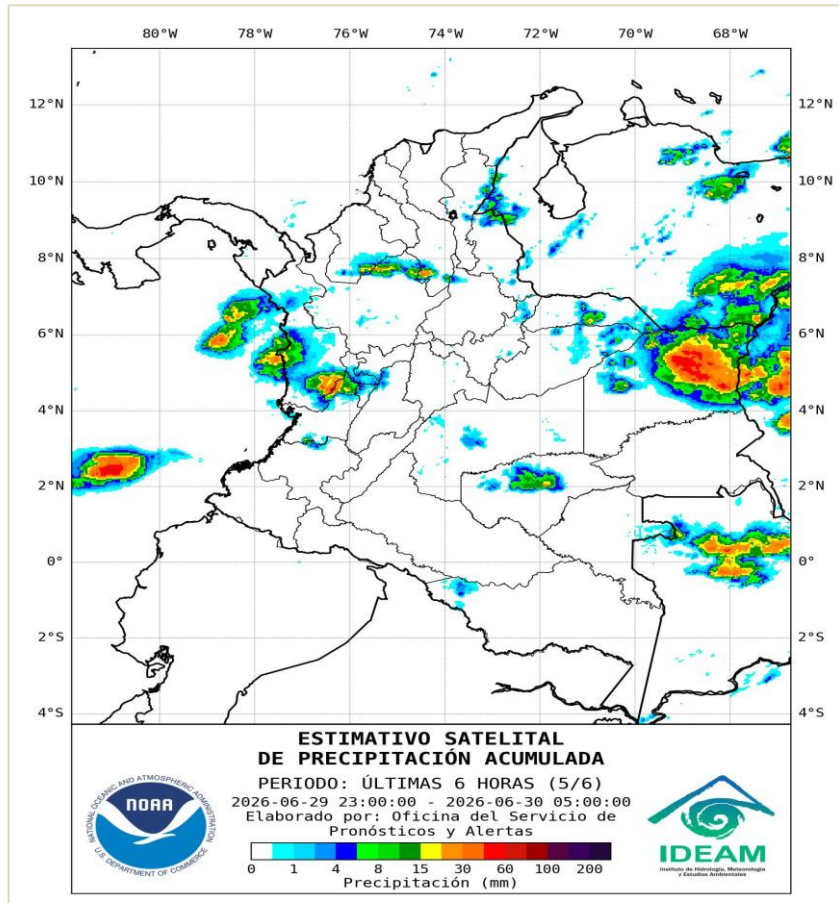 80°W 78°W 76°W 74°W 72°W 70°W 68°W
12°N 12°N
10°N 10°N
8°N 8°N
6°N 6°N
4°N 4°N
2°N 2°N
0° 0°
2°S 2°S
4°S 4°S
ESTIMATIVO SATELITAL
DE PRECIPITACIÓN ACUMULADA
PERIODO: ÚLTIMAS 6 HORAS (5/6)
2026-06-29 23:00:00 - 2026-06-30 05:00:00
Elaborado por: Oficina del Servicio de
Pronósticos y Alertas
0 1 4 8 15 30 60 100 200
Precipitación (mm)
NATIONAL OCEANIC AND ATMOSPHERIC ADMINISTRATION
NOAA
U.S. DEPARTMENT OF COMMERCE
IDEAM
Instituto de Hidrología, Meteorología
y Estudios Ambientales